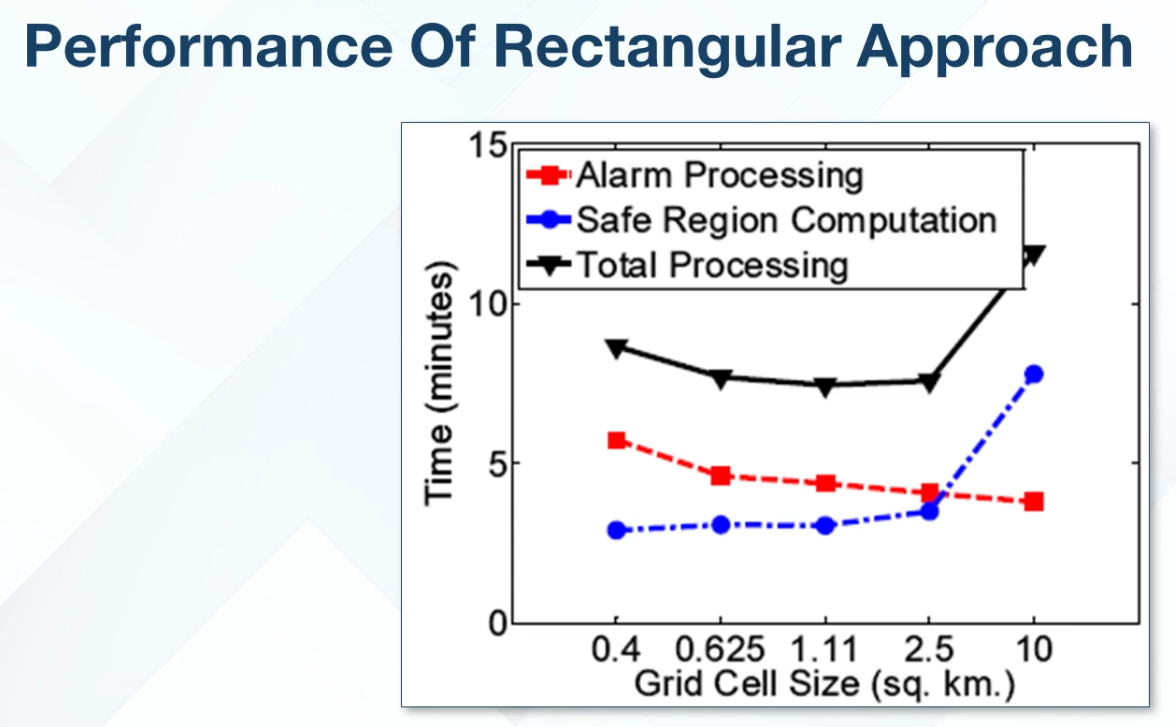 Performance Of Rectangular Approach
15
Alarm Processing
Safe Region Computation
Total Processing
10
5
0
Time (minutes)
0.4 0.625 1.11 2.5 10
Grid Cell Size (sq. km.)